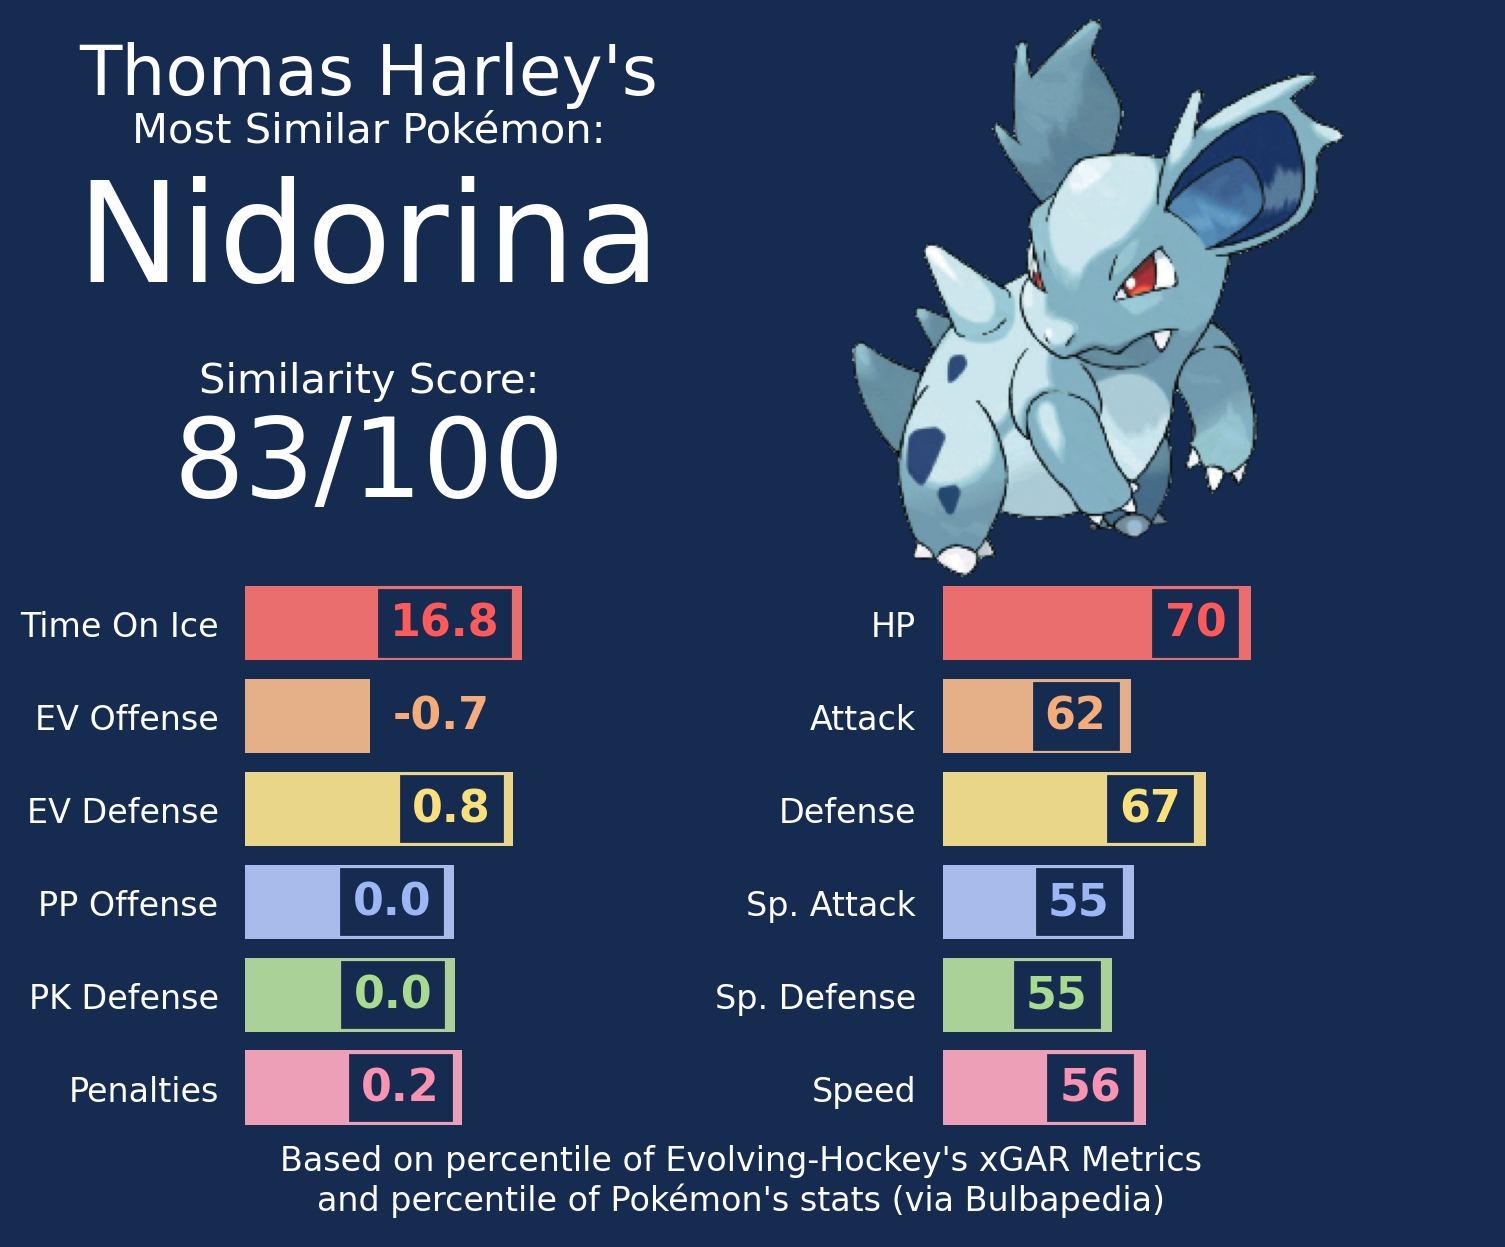 Thomas Harley's
Most Similar Pokémon:
Nidorina
Similarity Score:
83/100
Time On Ice 16.8
EV Offense -0.7
EV Defense 0.8
PP Offense 0.0
PK Defense 0.0
Penalties 0.2
HP 70
Attack 62
Defense 67
Sp. Attack 55
Sp. Defense 55
Speed 56
Based on percentile of Evolving-Hockey's xGAR Metrics
and percentile of Pokémon's stats (via Bulbapedia)